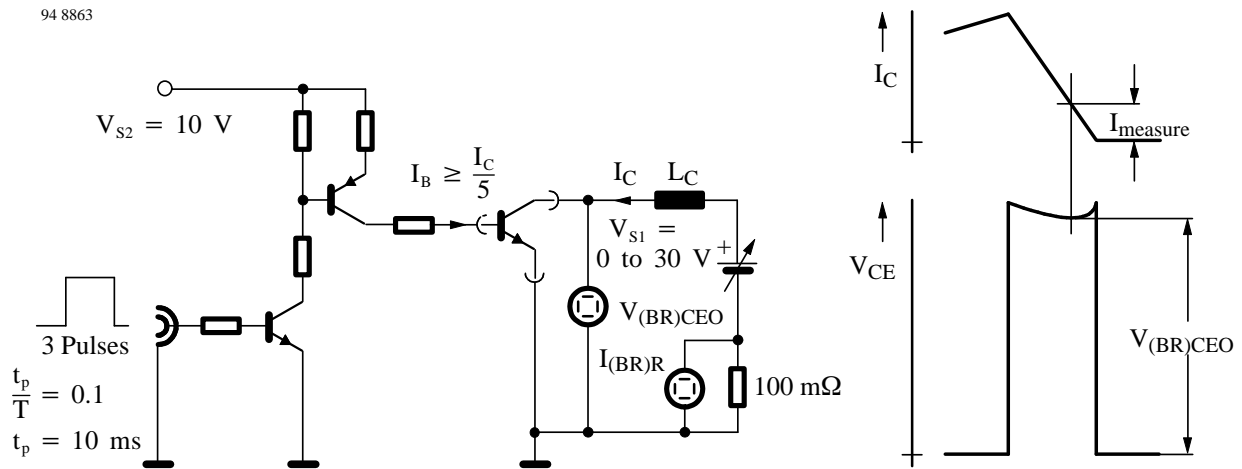 94 8863
V_S2 = 10 V
I_B ≥ I_C/5
I_C
L_C
V_S1 =
0 to 30 V
+
V_(BR)CEO
I_(BR)R
100 mΩ
3 Pulses
t_p/T = 0.1
t_p = 10 ms
I_C
I_measure
V_CE
V_(BR)CEO